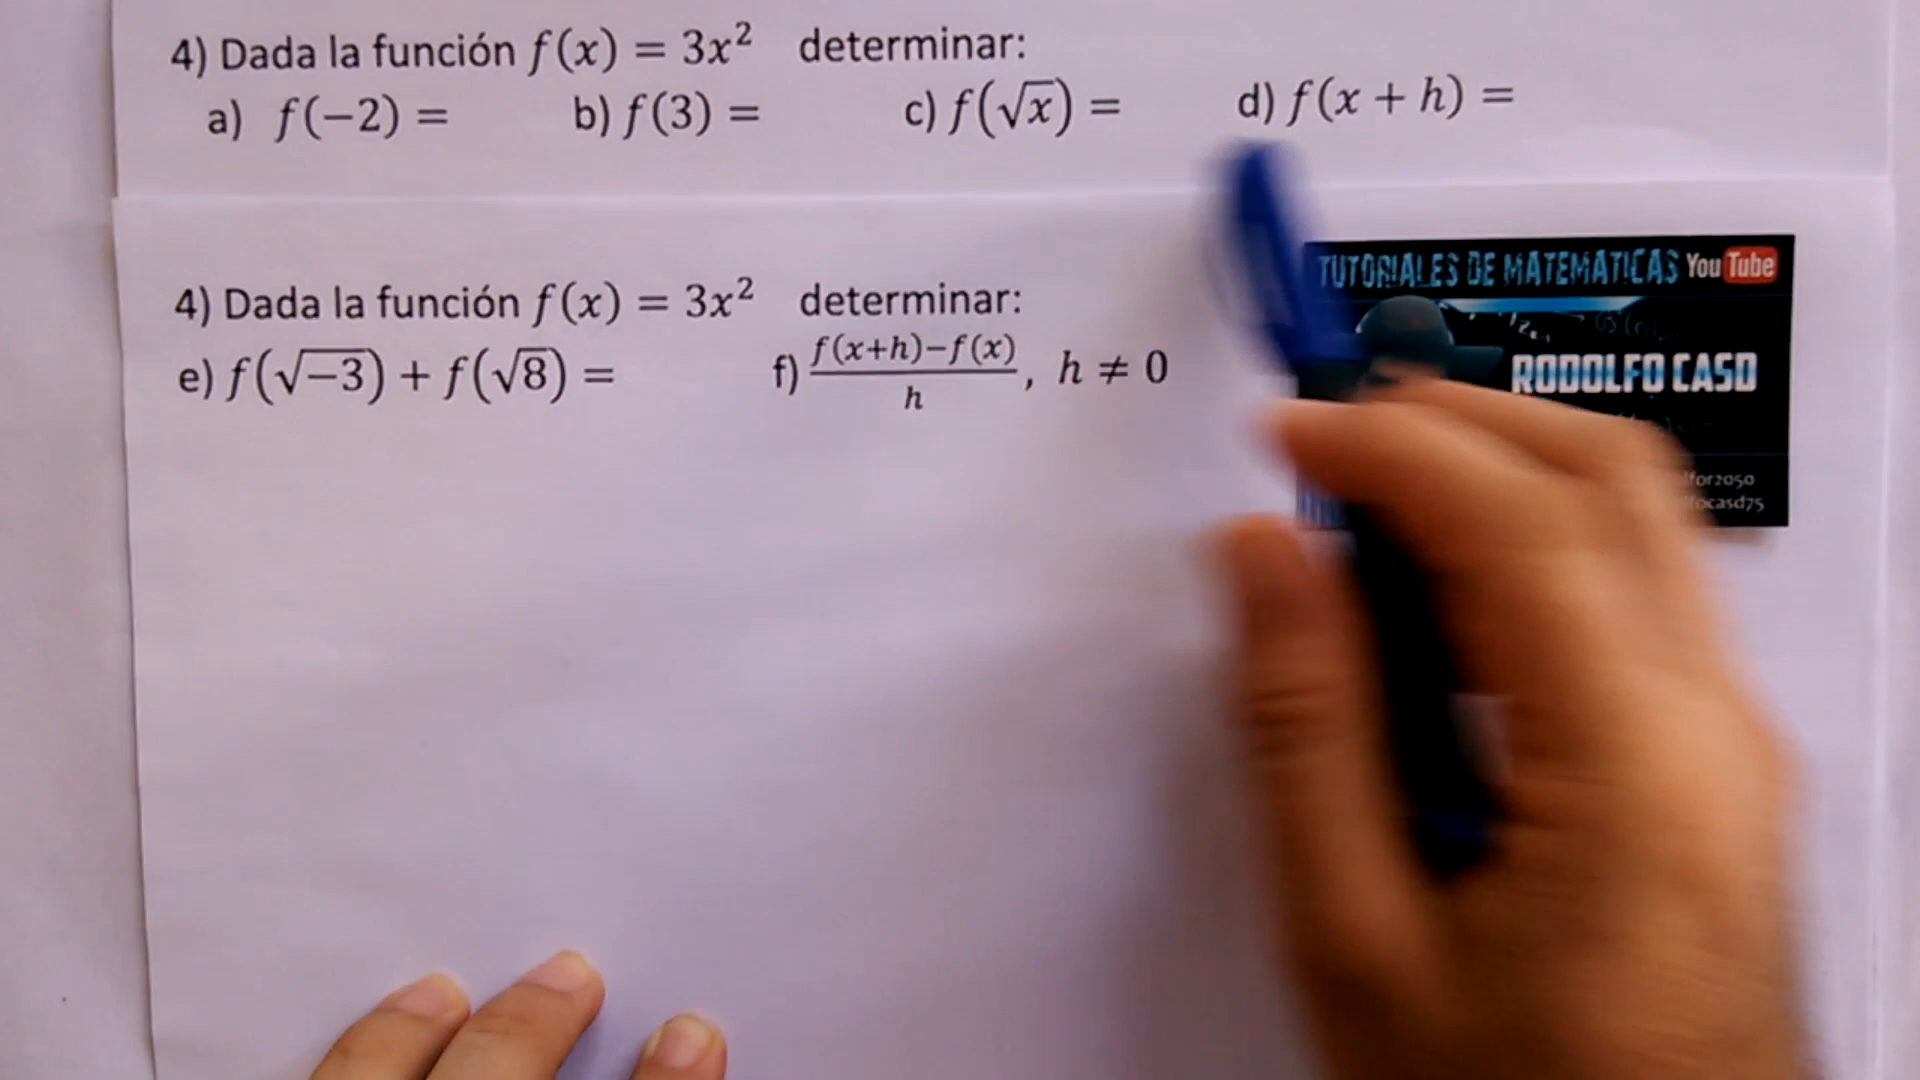 4) Dada la función f(x) = 3x² determinar:
a) f(−2) = b) f(3) = c) f(√x) = d) f(x + h) =
4) Dada la función f(x) = 3x² determinar:
e) f(√−3) + f(√8) = f) f(x+h)−f(x)/h, h ≠ 0
TUTORIALES DE MATEMATICAS YouTube
RODOLFO CASD